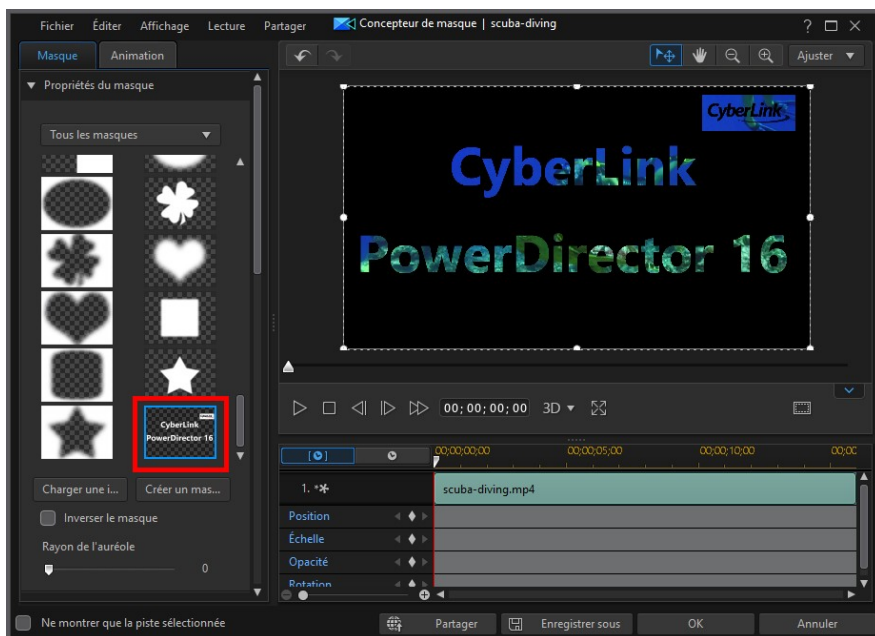 Fichier Éditer Affichage Lecture Partager Concepteur de masque | scuba-diving ?
Masque Animation
Ajuster
Propriétés du masque
Tous les masques
CyberLink
CyberLink
PowerDirector 16
CyberLink
PowerDirector 16
Charger une i... Créer un mas...
Inverser le masque
Rayon de l'auréole
0
00;00;00;00 3D
00;00;00;00 00;00;05;00 00;00;10;00 00;0C
1. scuba-diving.mp4
Position
Échelle
Opacité
Rotation
Ne montrer que la piste sélectionnée Partager Enregistrer sous OK Annuler